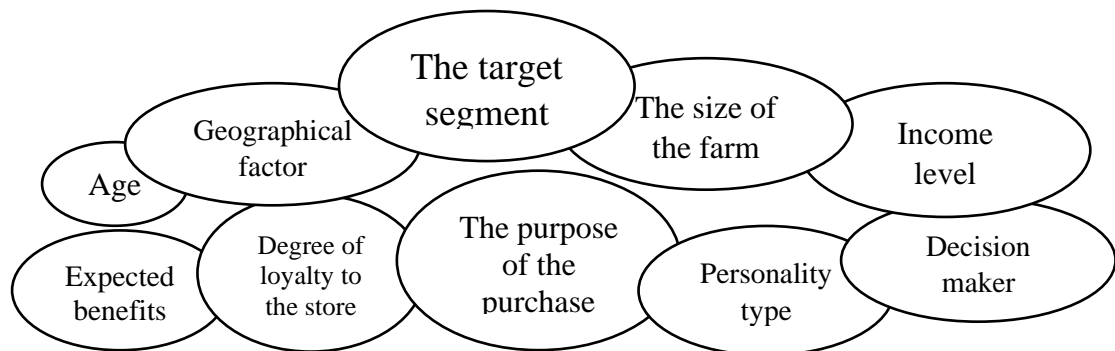 The target
segment
Geographical
factor
The size of
the farm
Income
level
Age
Expected
benefits
Degree of
loyalty to
the store
The purpose
of the
purchase
Personality
type
Decision
maker